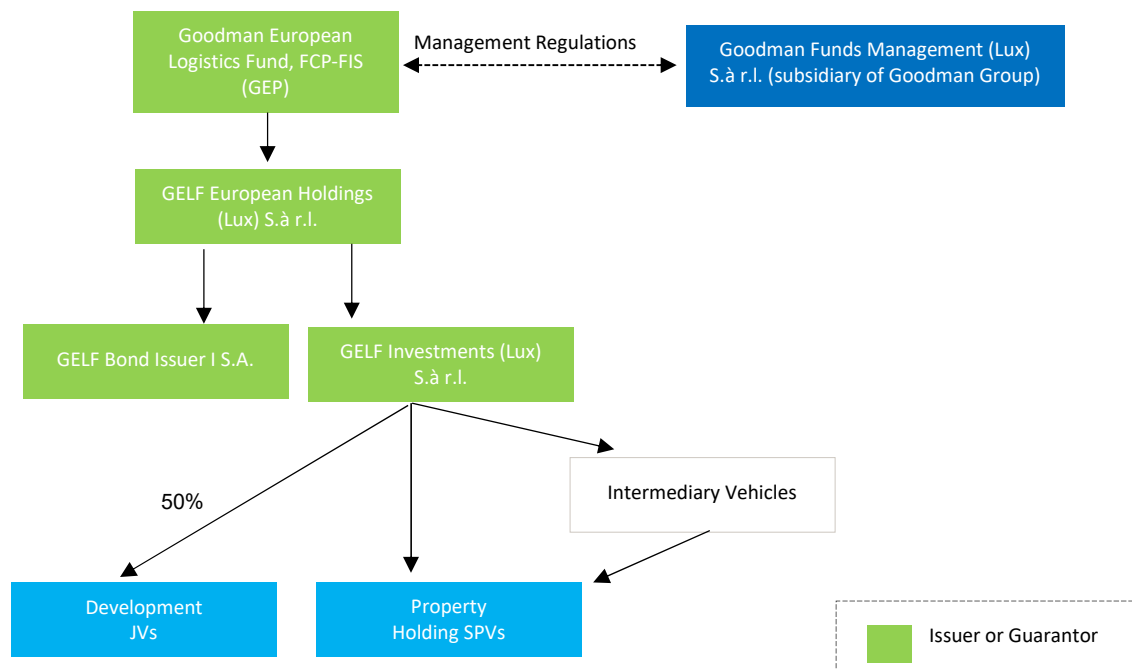 Goodman European
Logistics Fund, FCP-FIS
(GEP)
Management Regulations
Goodman Funds Management (Lux)
S.à r.l. (subsidiary of Goodman Group)
GELF European Holdings
(Lux) S.à r.l.
GELF Bond Issuer I S.A.
GELF Investments (Lux)
S.à r.l.
50%
Intermediary Vehicles
Development
JVs
Property
Holding SPVs
Issuer or Guarantor